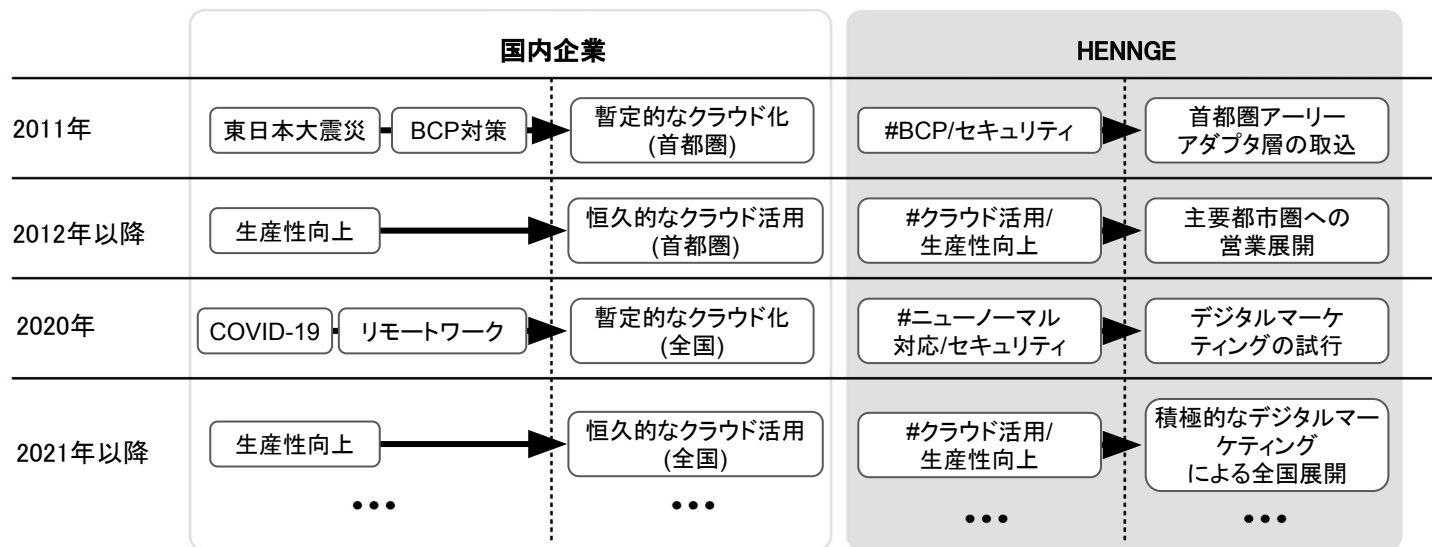 国内企業
HENNGE
2011年
東日本大震災
BCP対策
暫定的なクラウド化
(首都圏)
#BCP/セキュリティ
首都圏アーリー
アダプタ層の取込
2012年以降
生産性向上
恒久的なクラウド活用
(首都圏)
#クラウド活用/
生産性向上
主要都市圏への
営業展開
2020年
COVID-19
リモートワーク
暫定的なクラウド化
(全国)
#ニューノーマル
対応/セキュリティ
デジタルマーケ
ティングの試行
2021年以降
生産性向上
恒久的なクラウド活用
(全国)
#クラウド活用/
生産性向上
積極的なデジタルマー
ケティング
による全国展開
•••
•••
•••
•••